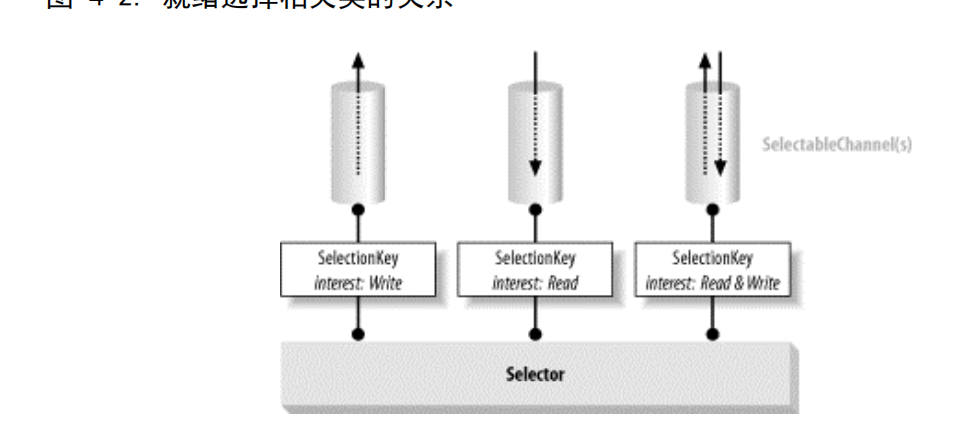 图 4-2. 就绪选择相关类的关系
SelectableChannel(s)
SelectionKey
interest: Write
SelectionKey
interest: Read
SelectionKey
interest: Read & Write
Selector